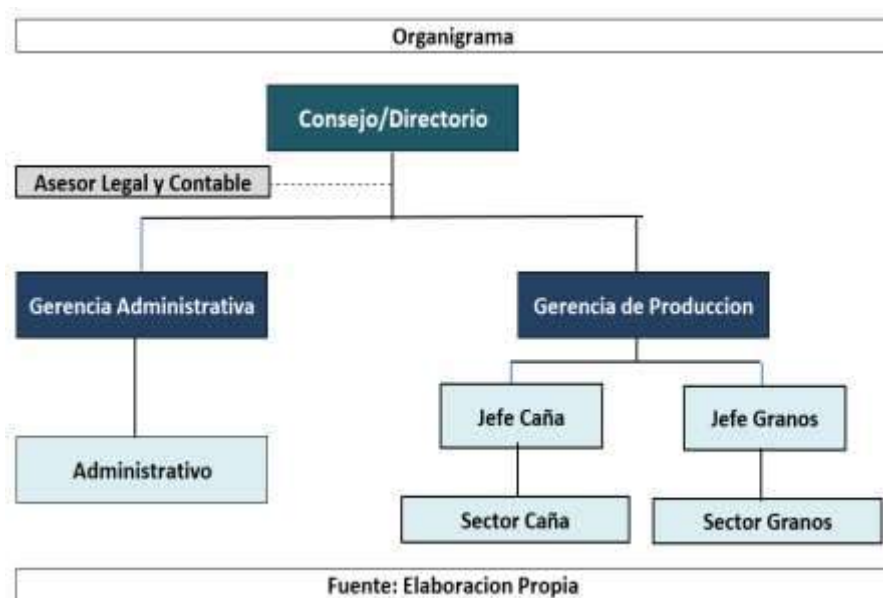 Organigrama
Consejo/Directorio
Asesor Legal y Contable
Gerencia Administrativa
Gerencia de Produccion
Jefe Caña
Jefe Granos
Administrativo
Sector Caña
Sector Granos
Fuente: Elaboracion Propia